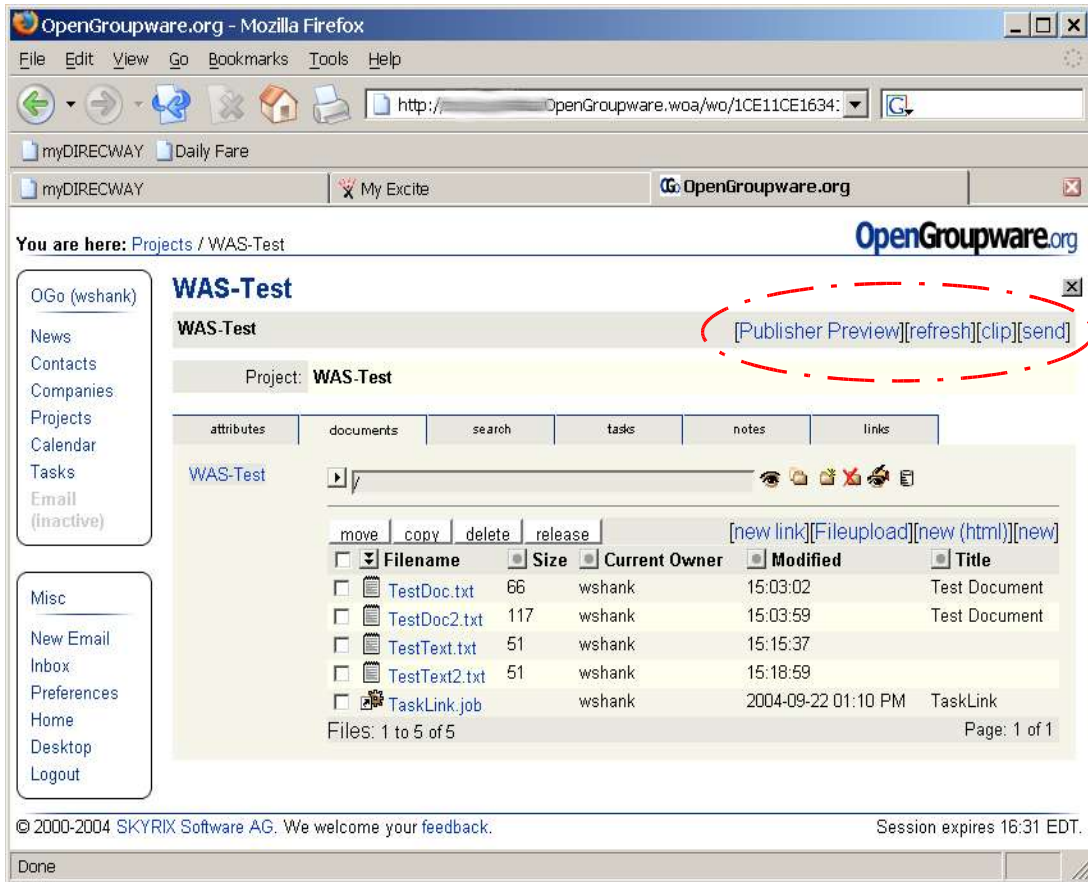 OpenGroupware.org - Mozilla Firefox
File Edit View Go Bookmarks Tools Help
http:// OpenGroupware.woa/wo/1CE11CE1634: G
myDIRECWAY Daily Fare
myDIRECWAY My Excite OGo OpenGroupware.org
You are here: Projects / WAS-Test OpenGroupware.org
OGo (wshank)
News
Contacts
Companies
Projects
Calendar
Tasks
Email
(inactive)
Misc
New Email
Inbox
Preferences
Home
Desktop
Logout
WAS-Test
WAS-Test [Publisher Preview][refresh][clip][send]
Project: WAS-Test
attributes documents search tasks notes links
WAS-Test /
move copy delete release [new link][Fileupload][new (html)][new]
Filename Size Current Owner Modified Title
TestDoc.txt 66 wshank 15:03:02 Test Document
TestDoc2.txt 117 wshank 15:03:59 Test Document
TestText.txt 51 wshank 15:15:37
TestText2.txt 51 wshank 15:18:59
TaskLink.job wshank 2004-09-22 01:10 PM TaskLink
Files: 1 to 5 of 5 Page: 1 of 1
© 2000-2004 SKYRIX Software AG. We welcome your feedback. Session expires 16:31 EDT.
Done